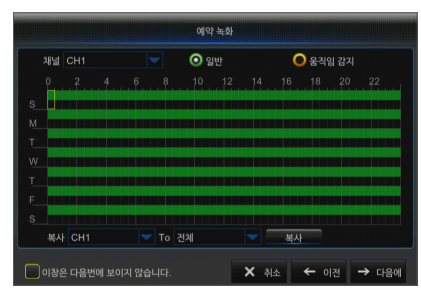 예약 녹화
채널 CH1 일반 움직임 감지
0 2 4 6 8 10 12 14 16 18 20 22
S
M
T
W
T
F
S
복사 CH1 To 전체 복사
이창은 다음번에 보이지 않습니다. 취소 이전 다음에